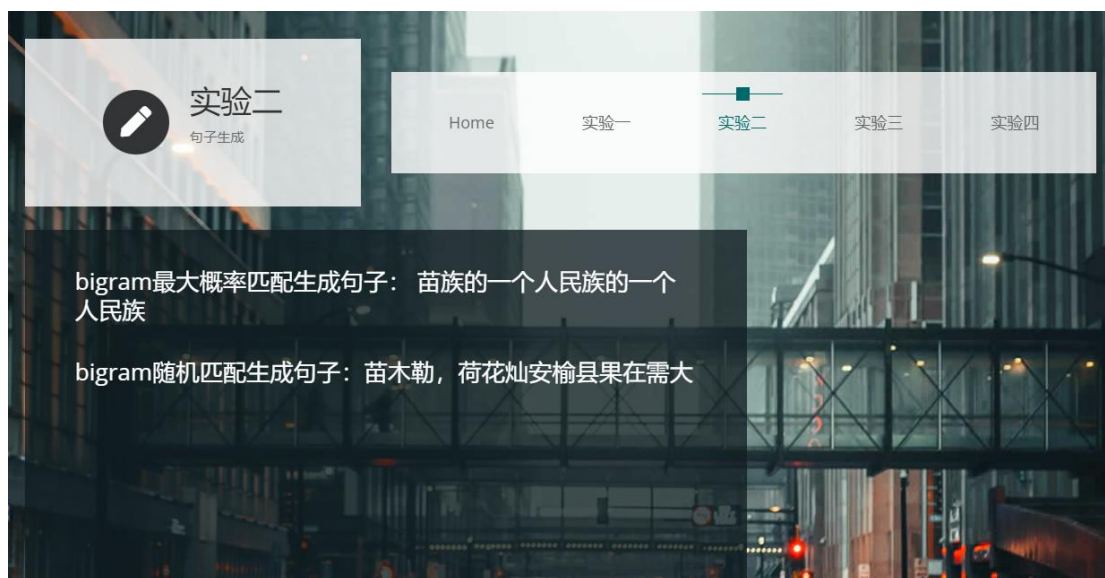 实验二
句子生成
Home
实验一
实验二
实验三
实验四
bigram最大概率匹配生成句子： 苗族的一个人民族的一个
人民族
bigram随机匹配生成句子：苗木勒，荷花灿安榆县果在需大